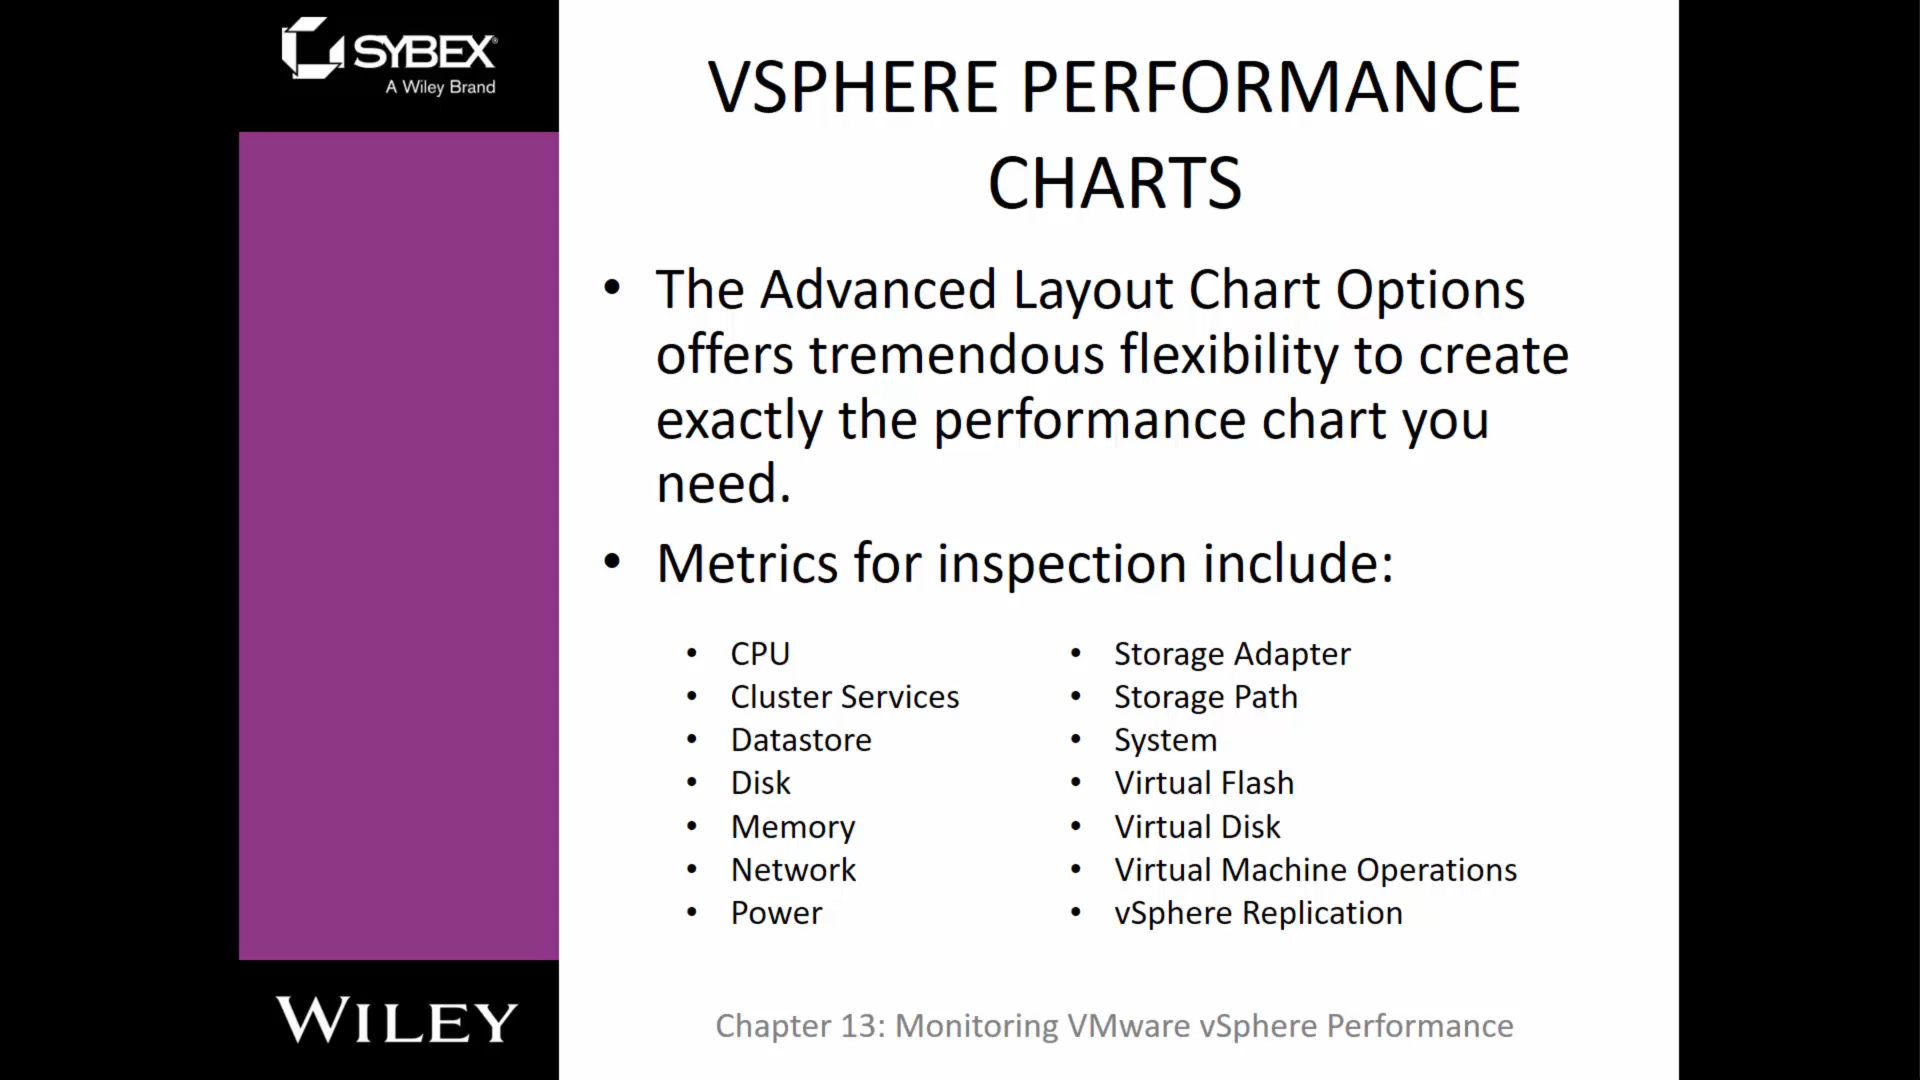 SYBEX®
A Wiley Brand
VSPHERE PERFORMANCE
CHARTS
• The Advanced Layout Chart Options
offers tremendous flexibility to create
exactly the performance chart you
need.
• Metrics for inspection include:
• CPU
• Cluster Services
• Datastore
• Disk
• Memory
• Network
• Power
• Storage Adapter
• Storage Path
• System
• Virtual Flash
• Virtual Disk
• Virtual Machine Operations
• vSphere Replication
WILEY
Chapter 13: Monitoring VMware vSphere Performance